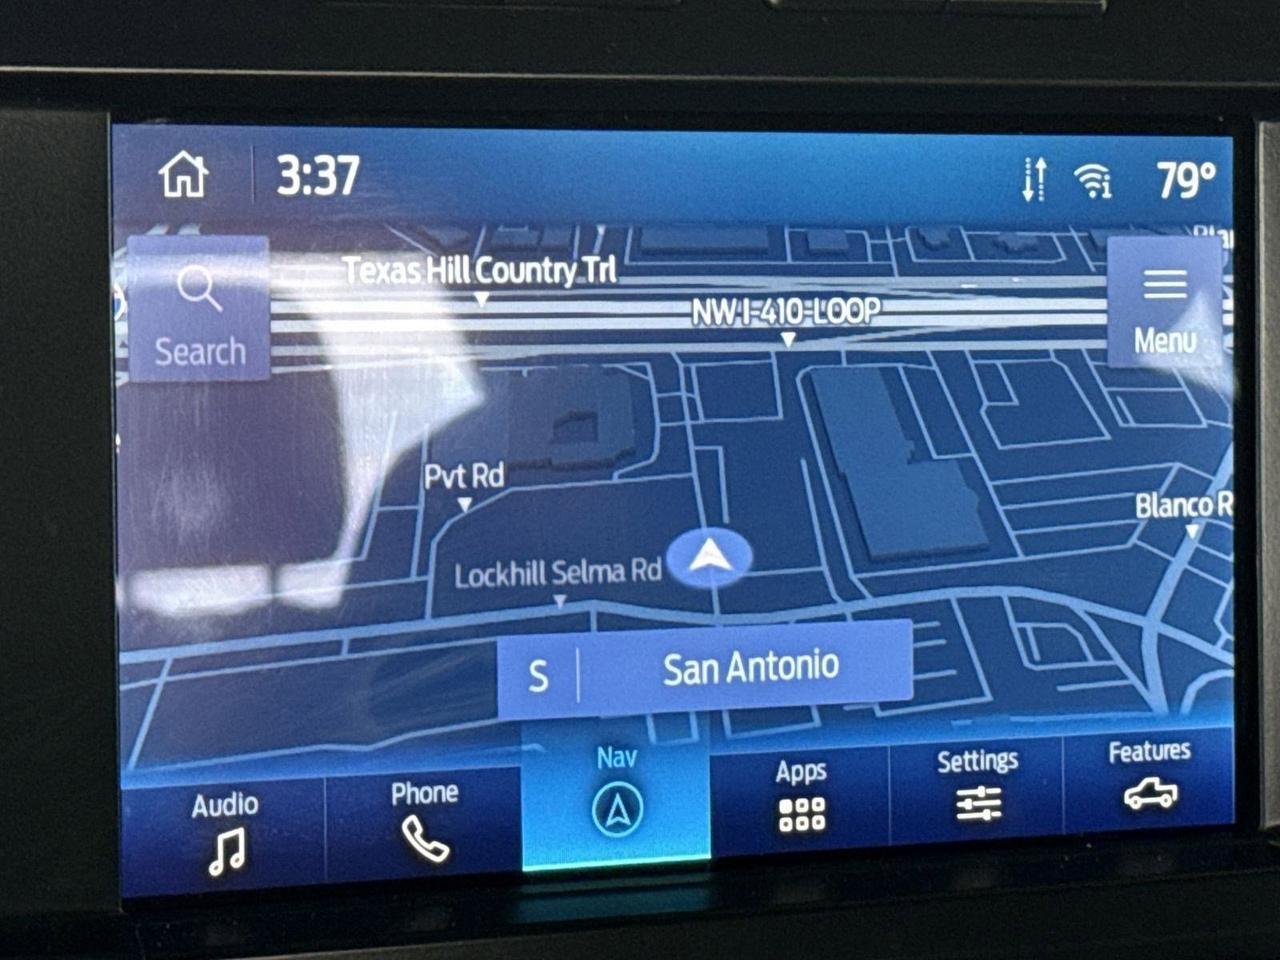 3:37
79°
Search
Texas Hill Country Trl
NW I-410-LOOP
Menu
Pvt Rd
Blanco R
Lockhill Selma Rd
S
San Antonio
Audio
Phone
Nav
Apps
Settings
Features